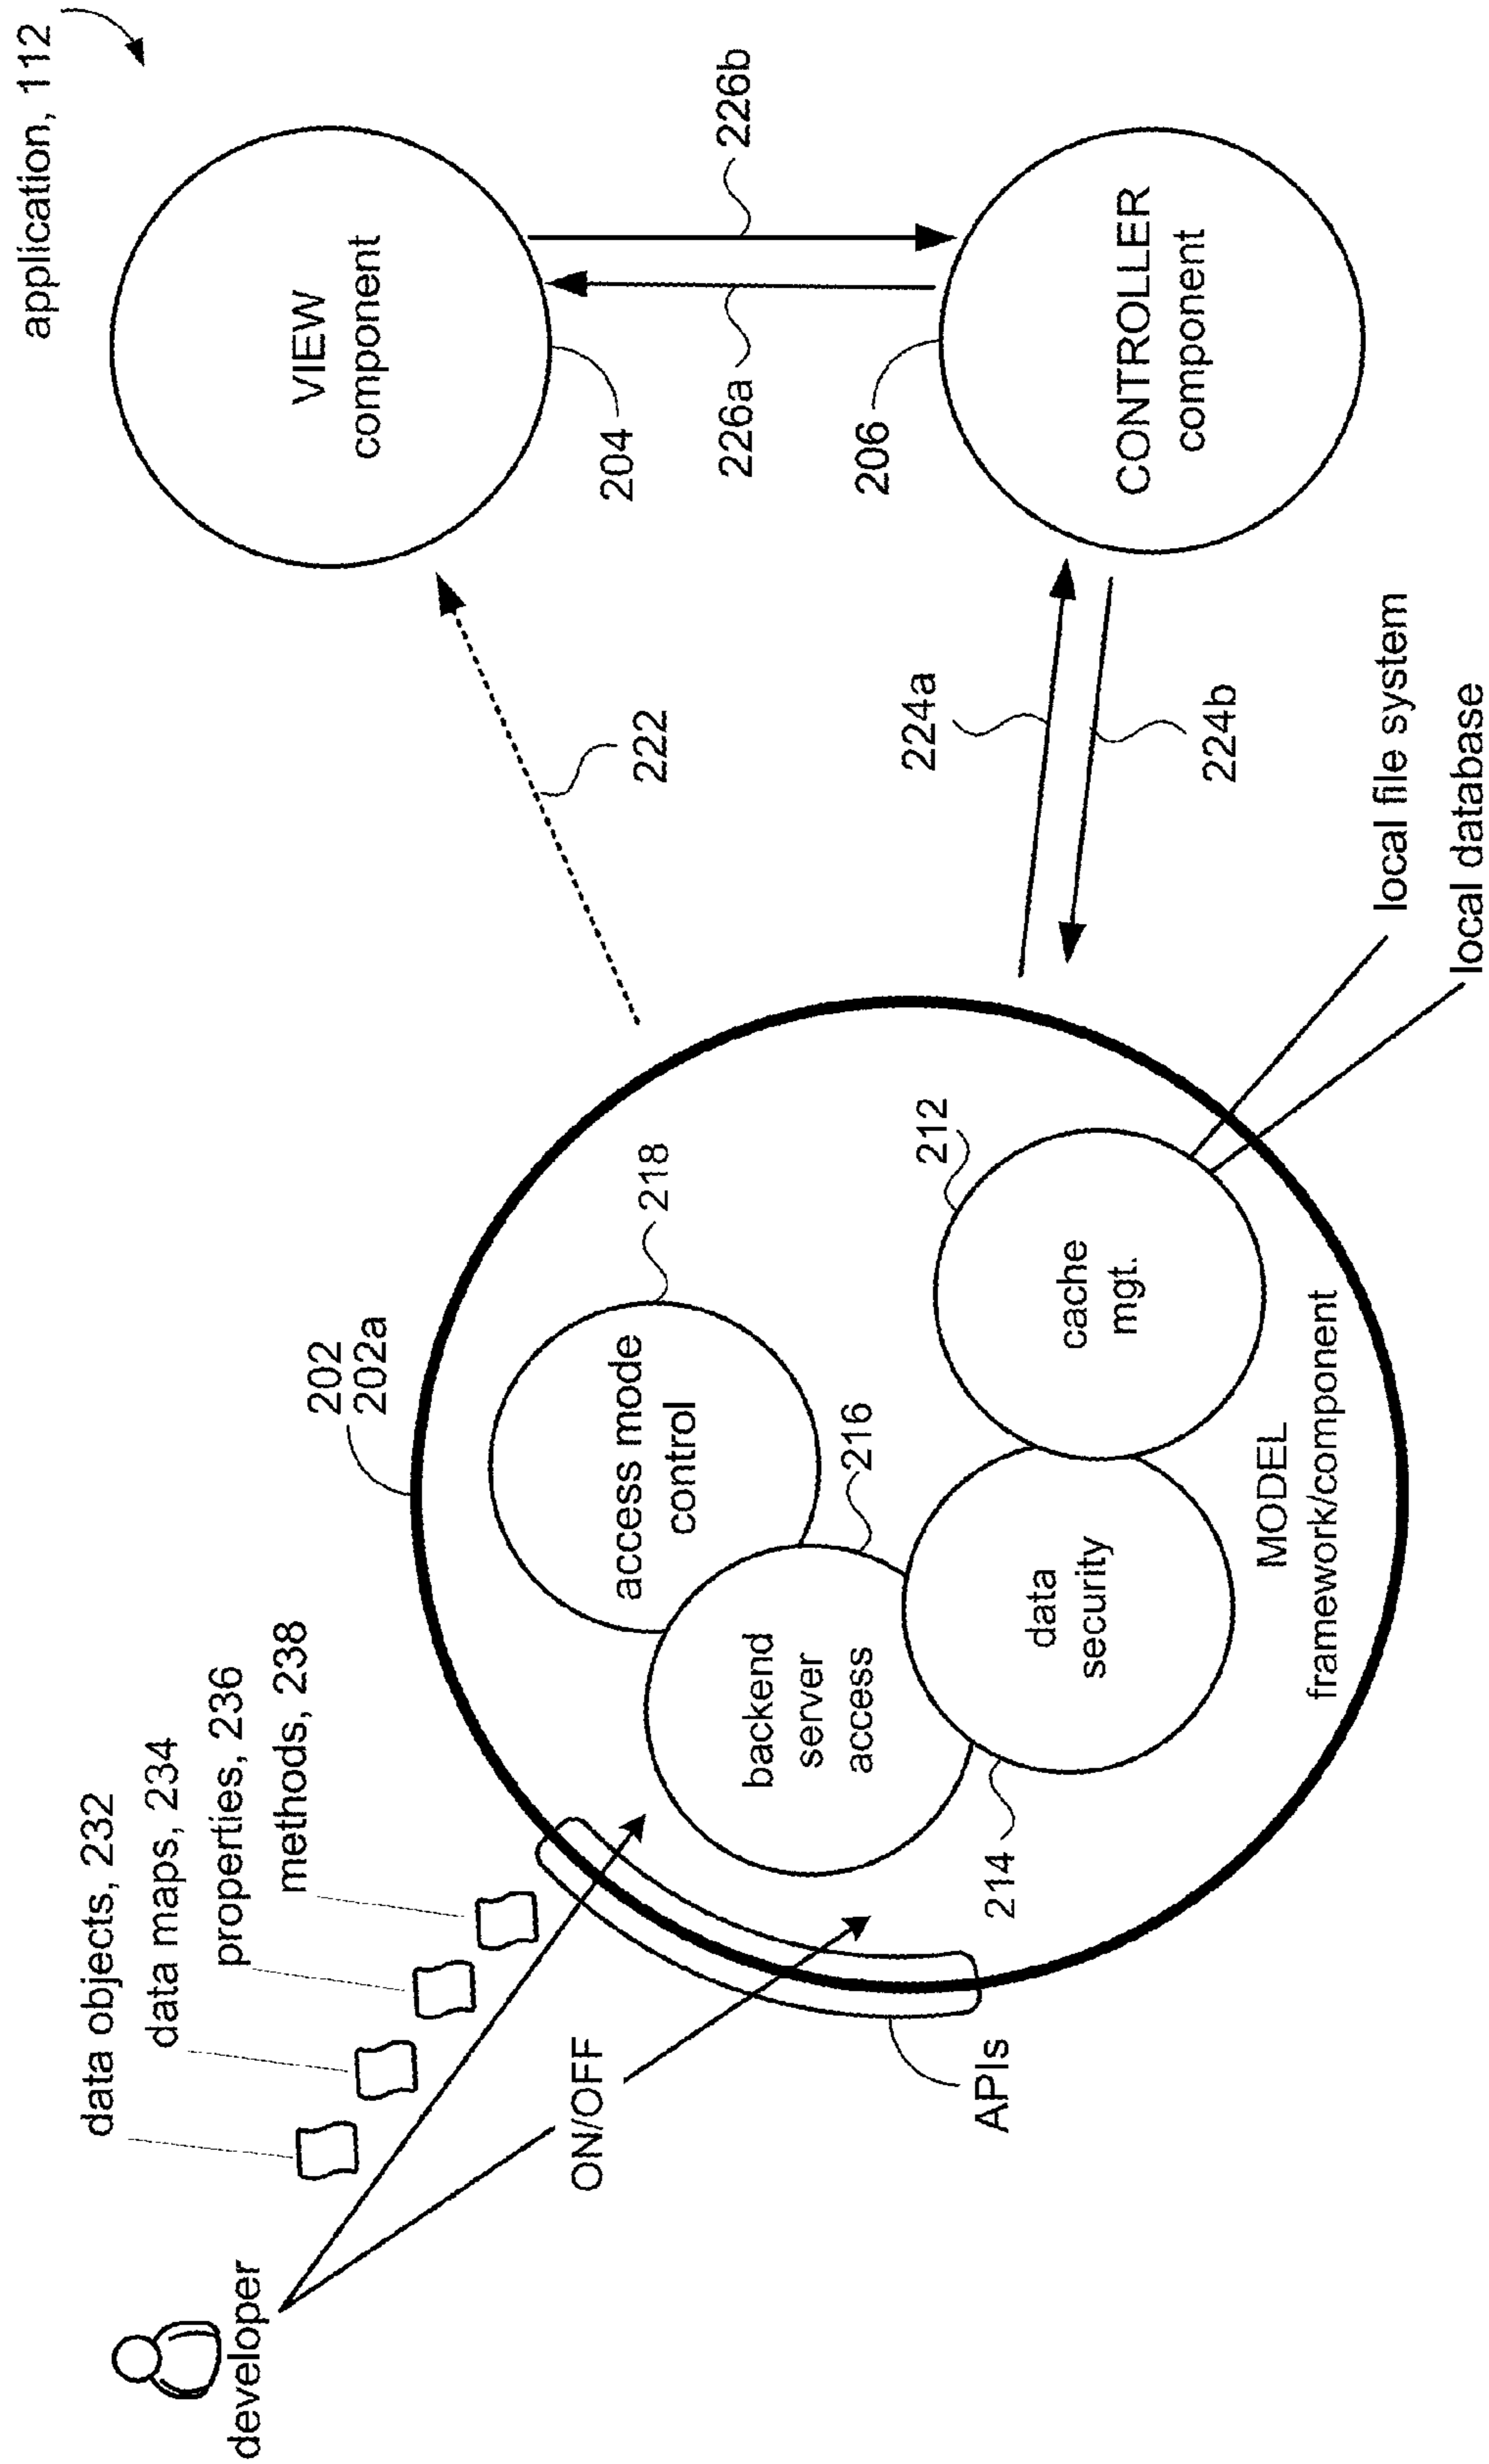 application, 112
data objects, 232
data maps, 234
properties, 236
methods, 238
developer
ON/OFF
APIs
202
202a
access mode
control
218
backend
server
access
216
data
security
214
cache
mgt.
212
MODEL
framework/component
local file system
local database
222
224a
224b
VIEW
component
204
226a
226b
206
CONTROLLER
component